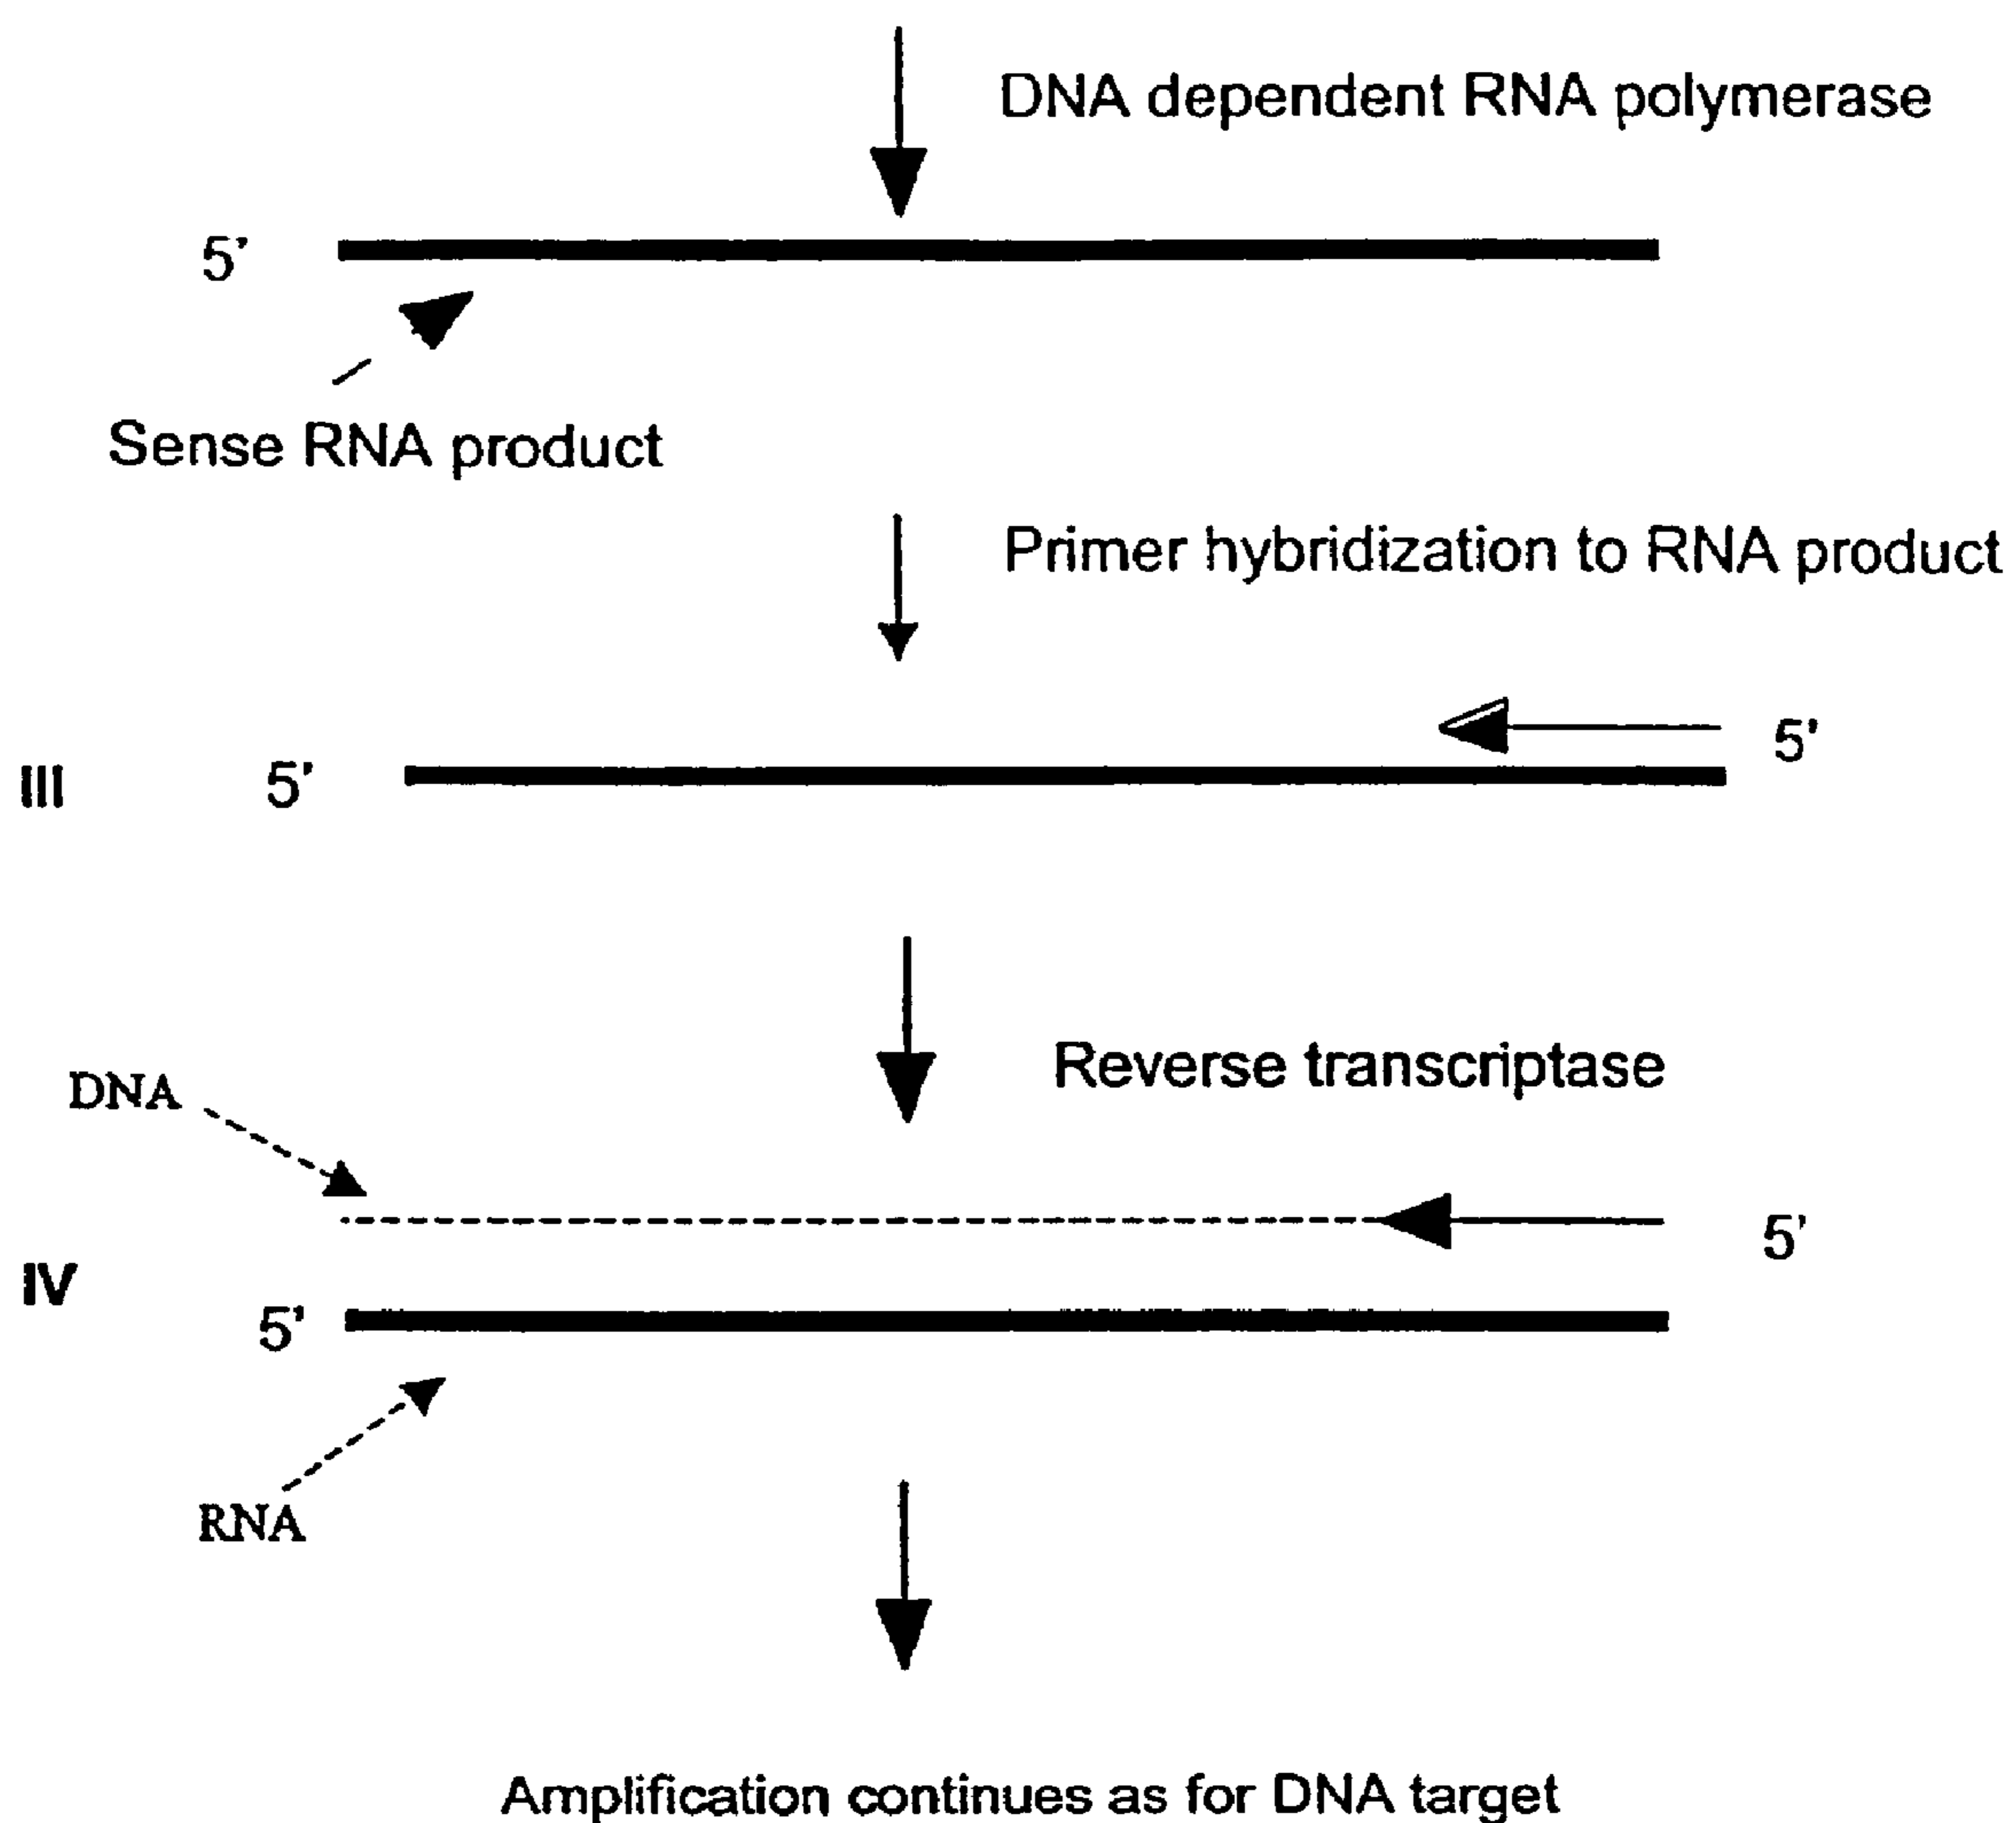 DNA dependent RNA polymerase
5'
Sense RNA product
Primer hybridization to RNA product
5'
III 5'
Reverse transcriptase
DNA
5'
IV
5'
RNA
Amplification continues as for DNA target